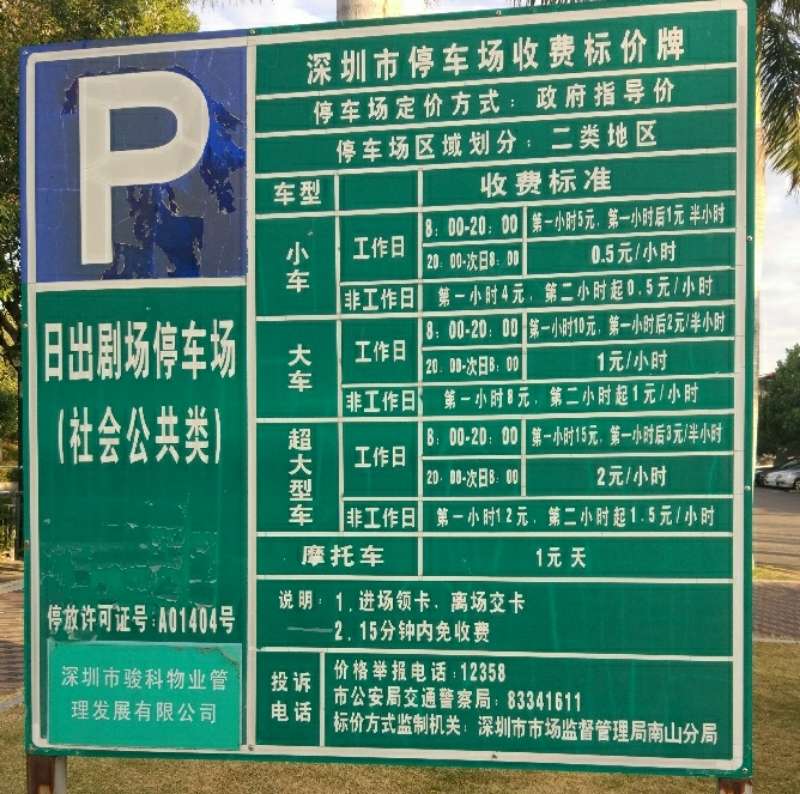 P
日出剧场停车场
(社会公共类)
停放许可证号:A01404号
深圳市骏科物业管
理发展有限公司
深圳市停车场收费标价牌
停车场定价方式: 政府指导价
停车场区域划分: 二类地区
车型 收费标准
小车 工作日 8:00-20:00 第一小时5元、第一小时后1元 半小时
20:00-次日8:00 0.5元/小时
非工作日 第一小时4元、第二小时起0.5元/小时
大车 工作日 8:00-20:00 第一小时10元、第一小时后2元/半小时
20:00-次日8:00 1元/小时
非工作日 第一小时8元、第二小时起1元/小时
超大型车 工作日 8:00-20:00 第一小时15元、第一小时后3元/半小时
20:00-次日8:00 2元/小时
非工作日 第一小时12元、第二小时起1.5元/小时
摩托车 1元 天
说明: 1.进场领卡、离场交卡
2.15分钟内免收费
投诉电话 价格举报电话:12358
市公安局交通警察局:83341611
标价方式监制机关: 深圳市市场监督管理局南山分局